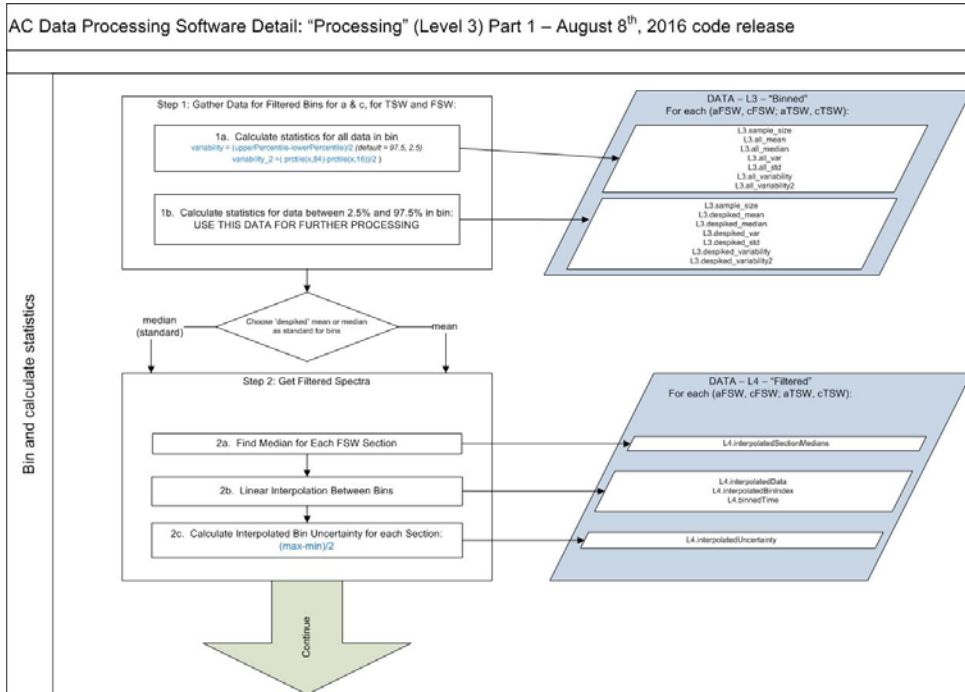 AC Data Processing Software Detail: “Processing” (Level 3) Part 1 – August 8th, 2016 code release
Bin and calculate statistics
Step 1: Gather Data for Filtered Bins for a & c, for TSW and FSW:
1a. Calculate statistics for all data in bin
variability = (upperPercentile-lowerPercentile)/2 (default = 97.5, 2.5)
variability_2 =( prctile(x,84)-prctile(x,16))/2 )
1b. Calculate statistics for data between 2.5% and 97.5% in bin:
USE THIS DATA FOR FURTHER PROCESSING
DATA – L3 – “Binned”
For each (aFSW, cFSW; aTSW, cTSW):
L3.sample_size
L3.all_mean
L3.all_median
L3.all_var
L3.all_std
L3.all_variability
L3.all_variability2
L3.sample_size
L3.despiked_mean
L3.despiked_median
L3.despiked_var
L3.despiked_std
L3.despiked_variability
L3.despiked_variability2
median
(standard)
Choose ‘despiked’ mean or median
as standard for bins
mean
Step 2: Get Filtered Spectra
2a. Find Median for Each FSW Section
2b. Linear Interpolation Between Bins
2c. Calculate Interpolated Bin Uncertainty for each Section:
(max-min)/2
DATA – L4 – “Filtered”
For each (aFSW, cFSW; aTSW, cTSW):
L4.interpolatedSectionMedians
L4.interpolatedData
L4.interpolatedBinIndex
L4.binnedTime
L4.interpolatedUncertainty
Continue